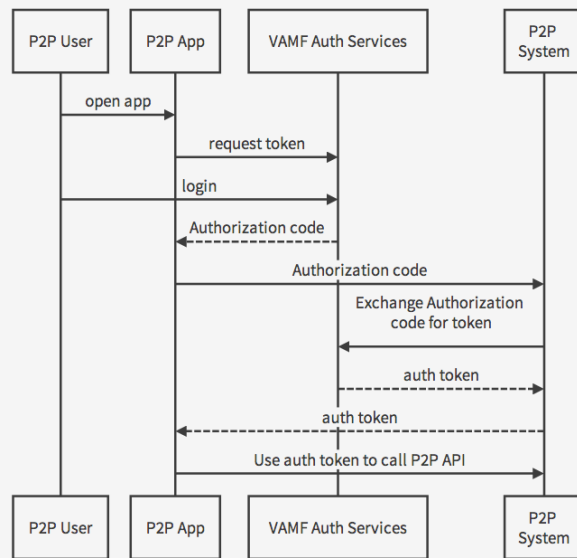 P2P User
P2P App
VAMF Auth Services
P2P
System
open app
request token
login
Authorization code
Authorization code
Exchange Authorization
code for token
auth token
auth token
Use auth token to call P2P API
P2P User
P2P App
VAMF Auth Services
P2P
System